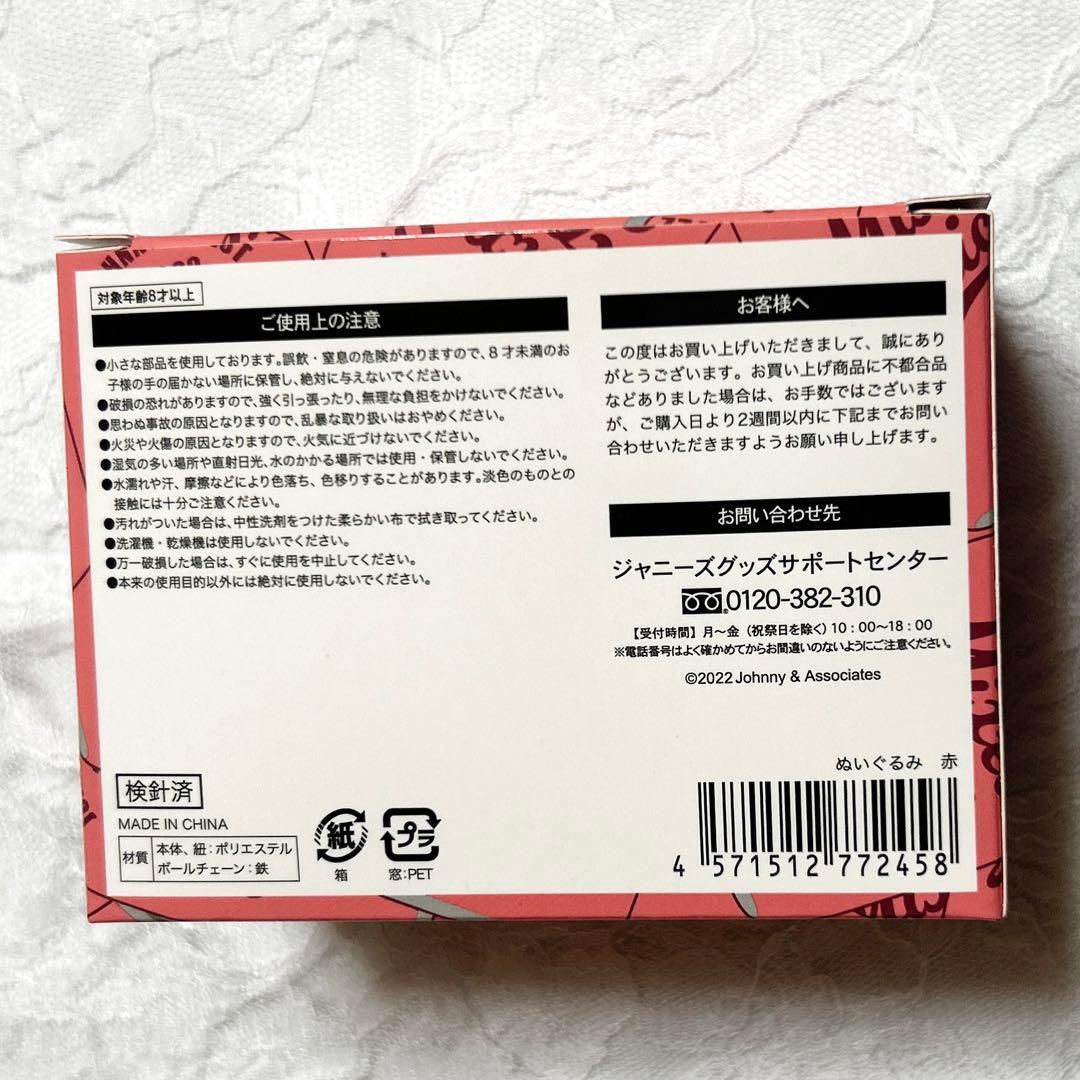 対象年齢8才以上
ご使用上の注意
●小さな部品を使用しております。誤飲・窒息の危険がありますので、8才未満のお
子様の手の届かない場所に保管し、絶対に与えないでください。
●破損の恐れがありますので、強く引っ張ったり、無理な負担をかけないでください。
●思わぬ事故の原因となりますので、乱暴な取り扱いはおやめください。
●火災や火傷の原因となりますので、火気に近づけないでください。
●湿気の多い場所や直射日光、水のかかる場所では使用・保管しないでください。
●水濡れや汗、摩擦などにより色落ち、色移りすることがあります。淡色のものとの
接触には十分ご注意ください。
●汚れがついた場合は、中性洗剤をつけた柔らかい布で拭き取ってください。
●洗濯機・乾燥機は使用しないでください。
●万一破損した場合は、すぐに使用を中止してください。
●本来の使用目的以外には絶対に使用しないでください。
お客様へ
この度はお買い上げいただきまして、誠にあり
がとうございます。お買い上げ商品に不都合品
などありました場合は、お手数ではございます
が、ご購入日より2週間以内に下記までお問い
合わせいただきますようお願い申し上げます。
お問い合わせ先
ジャニーズグッズサポートセンター
0120-382-310
【受付時間】月〜金（祝祭日を除く）10：00〜18：00
※電話番号はよく確かめてからお間違いのないようにご注意ください。
©2022 Johnny & Associates
検針済
MADE IN CHINA
材質
本体、紐：ポリエステル
ボールチェーン：鉄
紙
箱
プラ
窓:PET
ぬいぐるみ　赤
4 571512 772458